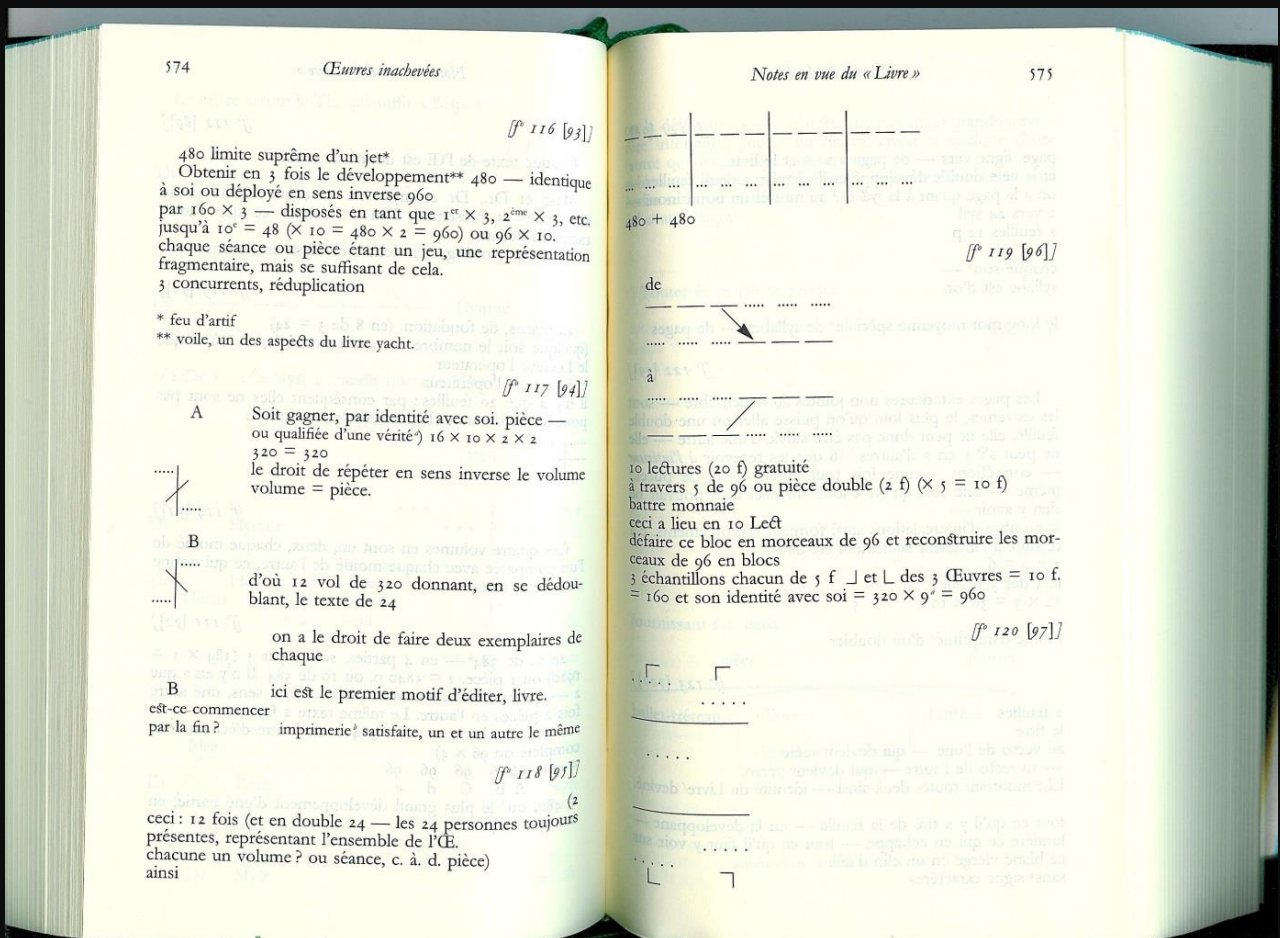 574
Œuvres inachevées
[fº 116 [93]]
480 limite suprême d'un jet*
Obtenir en 3 fois le développement** 480 — identique
à soi ou déployé en sens inverse 960
par 160 × 3 — disposés en tant que 1er × 3, 2ème × 3, etc.
jusqu'à 10e = 48 (× 10 = 480 × 2 = 960) ou 96 × 10.
chaque séance ou pièce étant un jeu, une représentation
fragmentaire, mais se suffisant de cela.
3 concurrents, réduplication
* feu d'artif
** voile, un des aspects du livre yacht.
[fº 117 [94]]
A Soit gagner, par identité avec soi. pièce —
ou qualifiée d'une véritéa) 16 × 10 × 2 × 2
320 = 320
le droit de répéter en sens inverse le volume
volume = pièce.
B
d'où 12 vol de 320 donnant, en se dédou-
blant, le texte de 24
on a le droit de faire deux exemplaires de
chaque
B ici est le premier motif d'éditer, livre.
est-ce commencer
par la fin ? imprimerie satisfaite, un et un autre le même
[fº 118 [95]]
(2
ceci : 12 fois (et en double 24 — les 24 personnes toujours
présentes, représentant l'ensemble de l'Œ.
chacune un volume ? ou séance, c. à. d. pièce)
ainsi
Notes en vue du « Livre »
575
480 + 480
[fº 119 [96]]
de
à
10 lectures (20 f) gratuité
à travers 5 de 96 ou pièce double (2 f) (× 5 = 10 f)
battre monnaie
ceci a lieu en 10 Lect
défaire ce bloc en morceaux de 96 et reconstruire les mor-
ceaux de 96 en blocs
3 échantillons chacun de 5 f ┘ et L des 3 Œuvres = 10 f.
= 160 et son identité avec soi = 320 × 9a = 960
[fº 120 [97]]